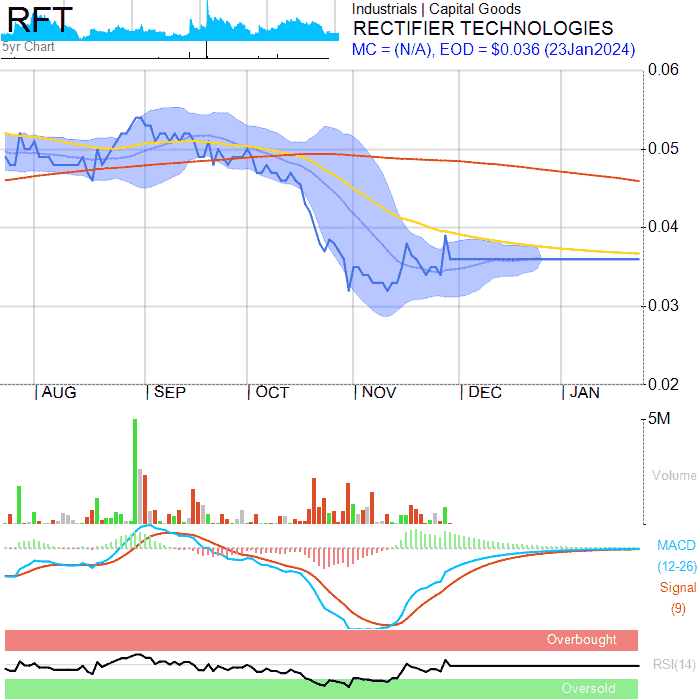 RFT
5yr Chart
Industrials | Capital Goods
RECTIFIER TECHNOLOGIES
MC = (N/A), EOD = $0.036 (23Jan2024)
0.06
0.05
0.04
0.03
0.02
AUG SEP OCT NOV DEC JAN
5M
Volume
MACD
(12-26)
Signal
(9)
Overbought
RSI(14)
Oversold